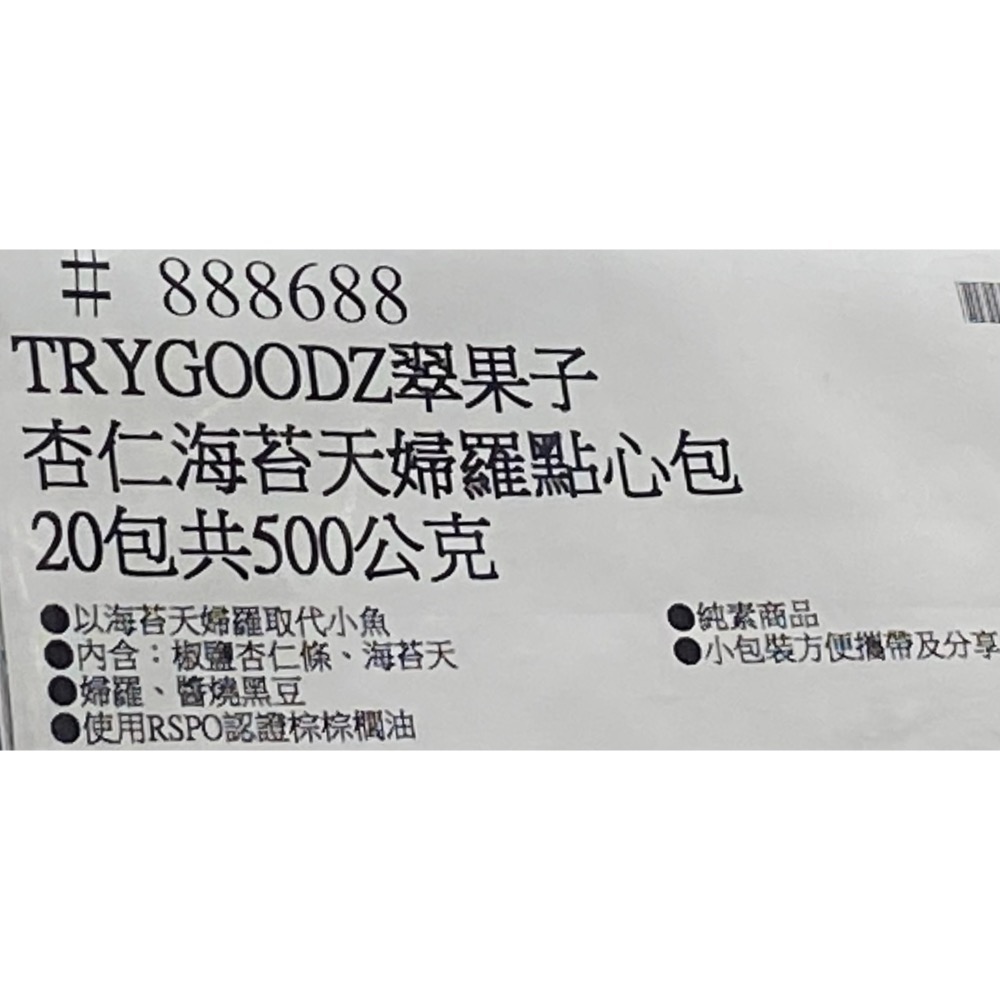 # 888688
TRYGOODZ翠果子
杏仁海苔天婦羅點心包
20包共500公克
●以海苔天婦羅取代小魚
●內含：椒鹽杏仁條、海苔天
●婦羅、醬燒黑豆
●使用RSPO認證棕棕櫚油
●純素商品
●小包裝方便攜帶及分享